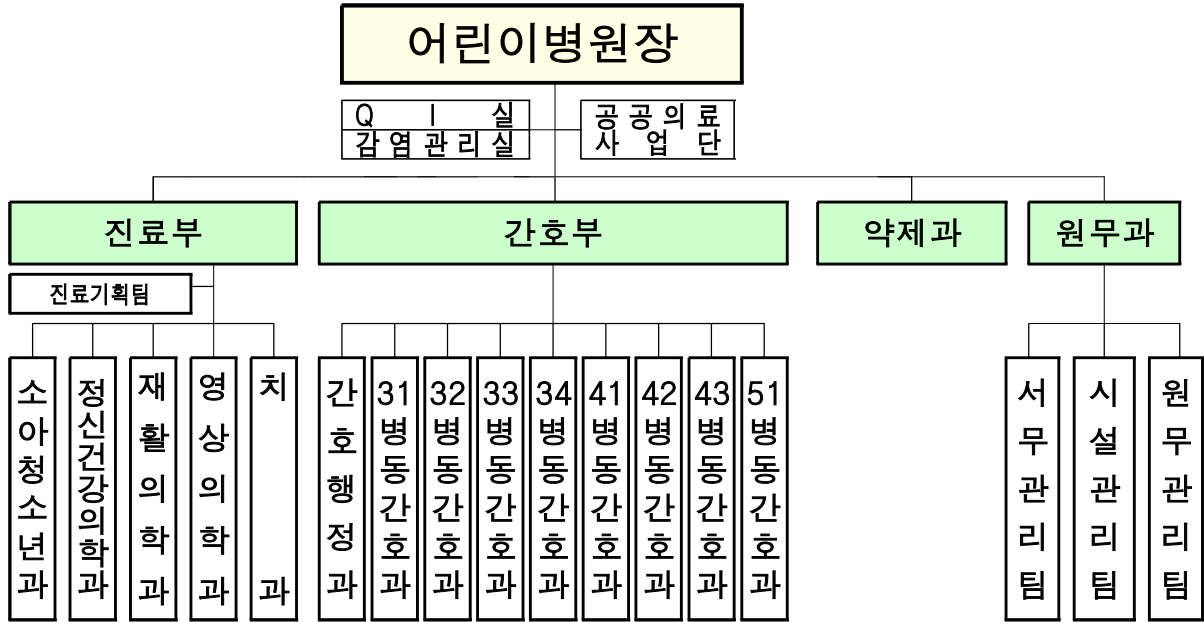 어린이병원장
Q I 실
감염관리실
공공의료
사업단
진료부
간호부
약제과
원무과
진료기획팀
소아청소년과
정신건강의학과
재활의학과
영상의학과
치과
간호행정과
31병동간호과
32병동간호과
33병동간호과
34병동간호과
41병동간호과
42병동간호과
43병동간호과
51병동간호과
서무관리팀
시설관리팀
원무관리팀